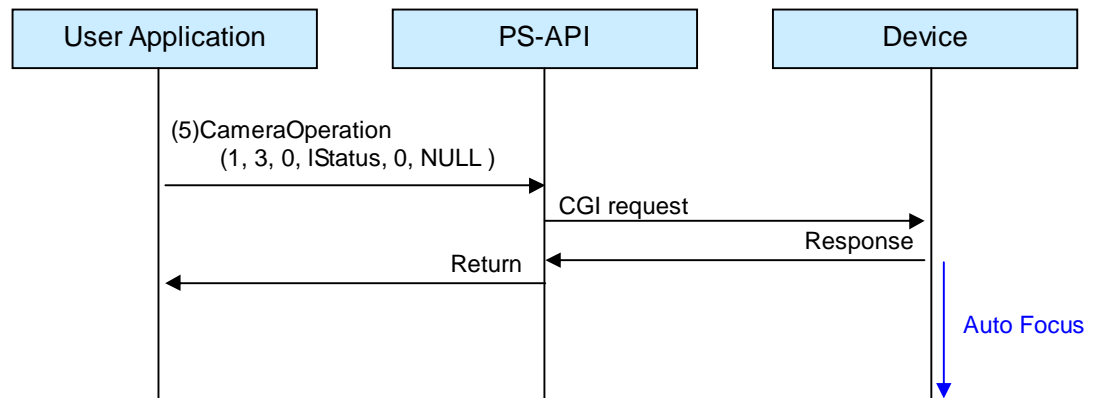 User Application
PS-API
Device
(5)CameraOperation
(1, 3, 0, lStatus, 0, NULL )
CGI request
Response
Return
Auto Focus